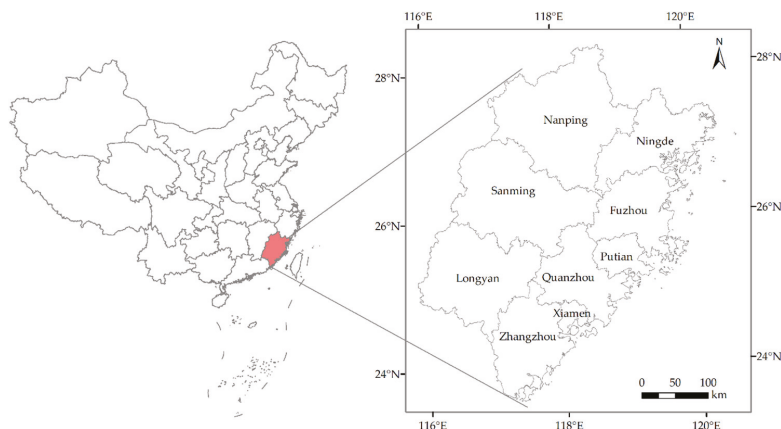 116°E 118°E 120°E
N
28°N 28°N
Nanping
Ningde
Sanming
Fuzhou
26°N 26°N
Putian
Longyan Quanzhou
Xiamen
Zhangzhou
24°N 24°N
0 50 100
km
116°E 118°E 120°E